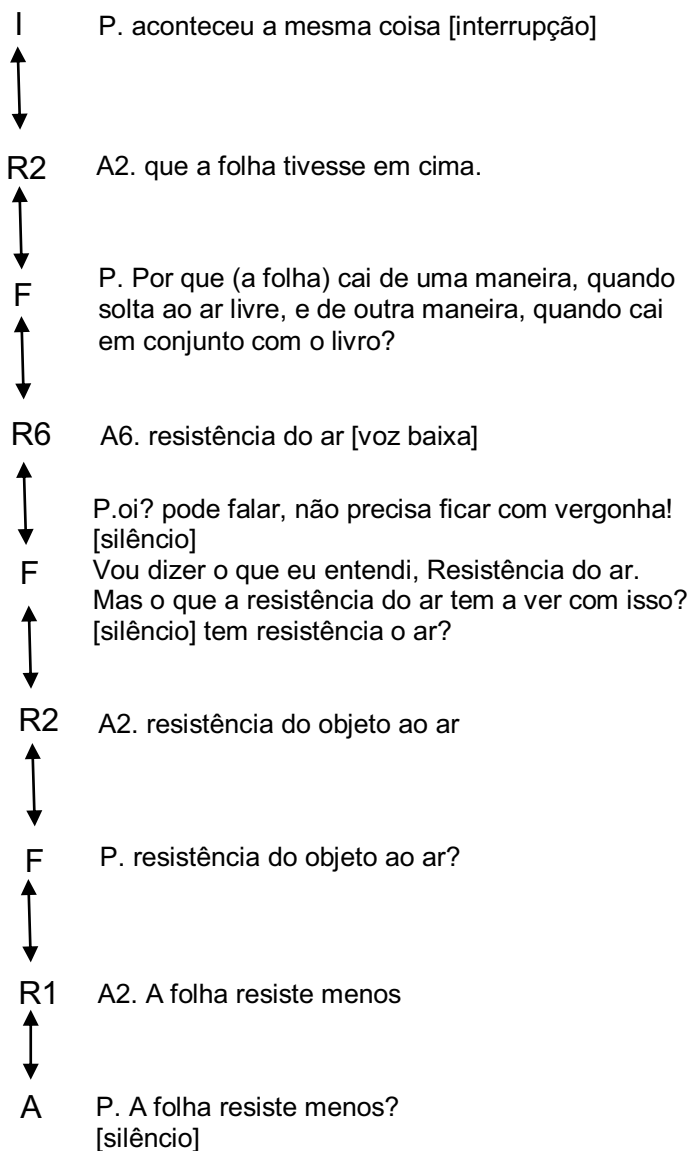 I P. aconteceu a mesma coisa [interrupção]
R2 A2. que a folha tivesse em cima.
P. Por que (a folha) cai de uma maneira, quando
F solta ao ar livre, e de outra maneira, quando cai
em conjunto com o livro?
R6 A6. resistência do ar [voz baixa]
P.oi? pode falar, não precisa ficar com vergonha!
[silêncio]
F Vou dizer o que eu entendi, Resistência do ar.
Mas o que a resistência do ar tem a ver com isso?
[silêncio] tem resistência o ar?
R2 A2. resistência do objeto ao ar
F P. resistência do objeto ao ar?
R1 A2. A folha resiste menos
A P. A folha resiste menos?
[silêncio]